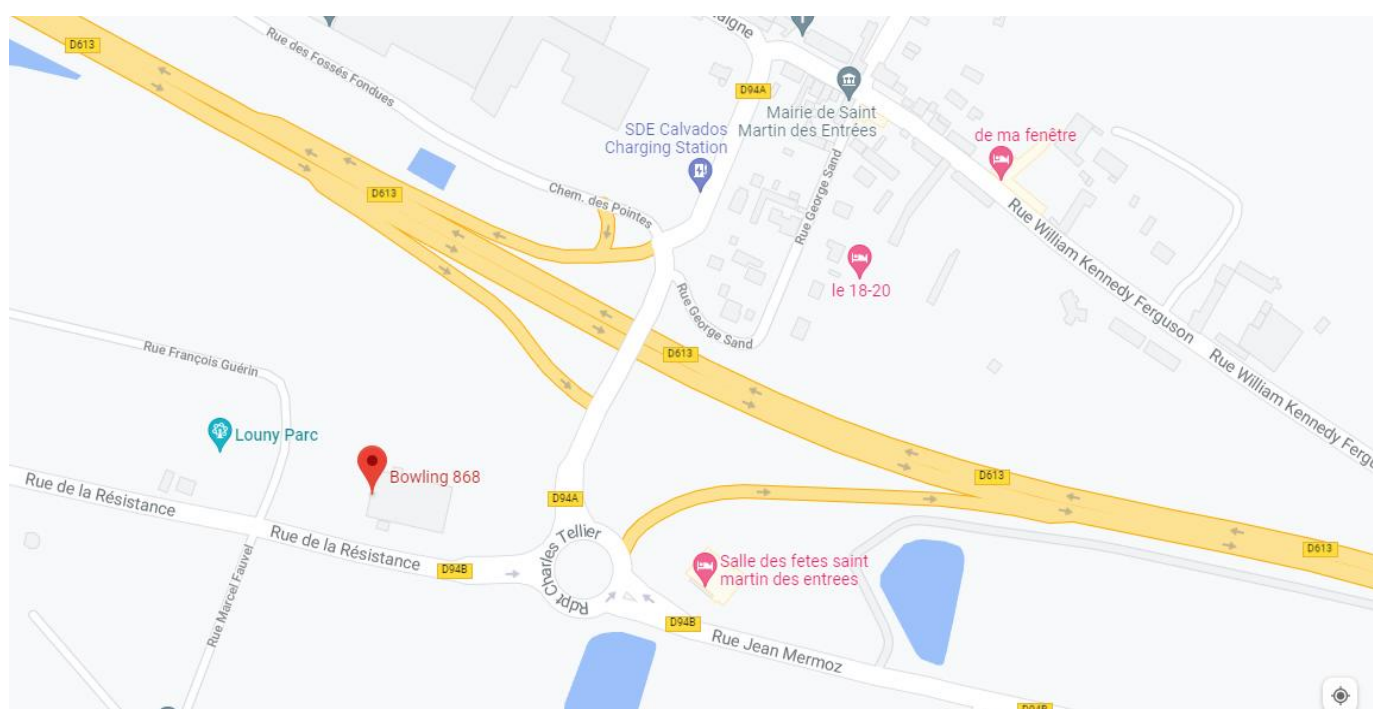 aigne
D613
Rue des Fossés Fondues
D94A
Mairie de Saint
Martin des Entrées
SDE Calvados
Charging Station
de ma fenêtre
D613
Chem. des Pointes
Rue George Sand
Rue William Kennedy Ferguson
le 18-20
Rue George Sand
Rue François Guérin
D613
Rue William Kennedy Fergu
Louny Parc
Bowling 868
D613
Rue de la Résistance
D94A
Rue de la Résistance
Rdpt Charles Tellier
D613
D94B
Salle des fetes saint
martin des entrees
Rue Marcel Fauvel
D94B
Rue Jean Mermoz
D94B